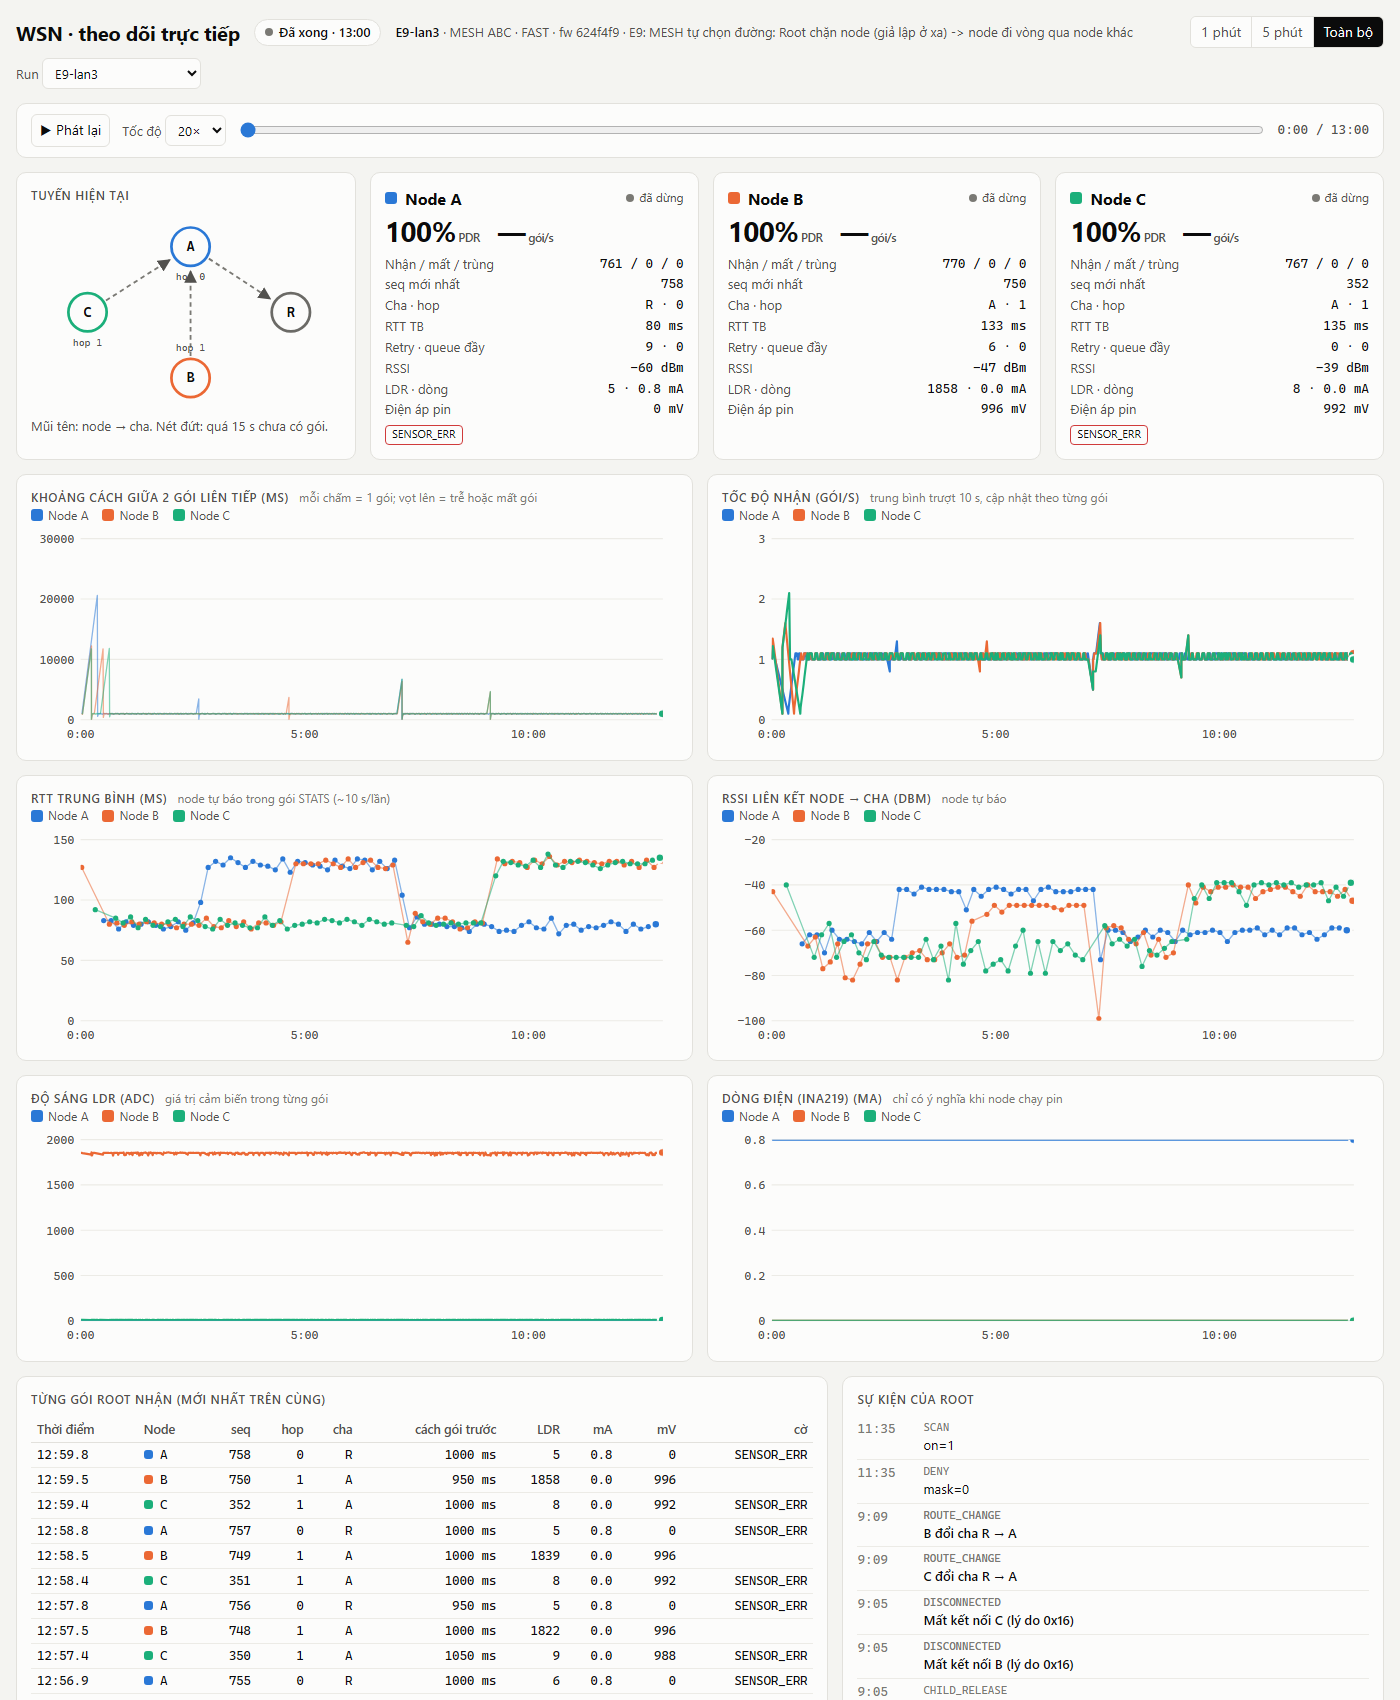 WSN · theo dõi trực tiếp
Đã xong · 13:00
E9-lan3 · MESH ABC · FAST · fw 624f4f9 · E9: MESH tự chọn đường: Root chặn node (giả lập ở xa) -> node đi vòng qua node khác
1 phút 5 phút Toàn bộ
Run E9-lan3
▶ Phát lại Tốc độ 20× 0:00 / 13:00
TUYẾN HIỆN TẠI
A
hop 0
C
hop 1
R
hop 1
B
Mũi tên: node → cha. Nét đứt: quá 15 s chưa có gói.
Node A đã dừng
100% PDR — gói/s
Nhận / mất / trùng 761 / 0 / 0
seq mới nhất 758
Cha · hop R · 0
RTT TB 80 ms
Retry · queue đầy 9 · 0
RSSI −60 dBm
LDR · dòng 5 · 0.8 mA
Điện áp pin 0 mV
SENSOR_ERR
Node B đã dừng
100% PDR — gói/s
Nhận / mất / trùng 770 / 0 / 0
seq mới nhất 750
Cha · hop A · 1
RTT TB 133 ms
Retry · queue đầy 6 · 0
RSSI −47 dBm
LDR · dòng 1858 · 0.0 mA
Điện áp pin 996 mV
Node C đã dừng
100% PDR — gói/s
Nhận / mất / trùng 767 / 0 / 0
seq mới nhất 352
Cha · hop A · 1
RTT TB 135 ms
Retry · queue đầy 0 · 0
RSSI −39 dBm
LDR · dòng 8 · 0.0 mA
Điện áp pin 992 mV
SENSOR_ERR
KHOẢNG CÁCH GIỮA 2 GÓI LIÊN TIẾP (MS) mỗi chấm = 1 gói; vọt lên = trễ hoặc mất gói
Node A Node B Node C
30000
20000
10000
0
0:00 5:00 10:00
TỐC ĐỘ NHẬN (GÓI/S) trung bình trượt 10 s, cập nhật theo từng gói
Node A Node B Node C
3
2
1
0
0:00 5:00 10:00
RTT TRUNG BÌNH (MS) node tự báo trong gói STATS (~10 s/lần)
Node A Node B Node C
150
100
50
0
0:00 5:00 10:00
RSSI LIÊN KẾT NODE → CHA (DBM) node tự báo
Node A Node B Node C
−20
−40
−60
−80
−100
0:00 5:00 10:00
ĐỘ SÁNG LDR (ADC) giá trị cảm biến trong từng gói
Node A Node B Node C
2000
1500
1000
500
0
0:00 5:00 10:00
DÒNG ĐIỆN (INA219) (MA) chỉ có ý nghĩa khi node chạy pin
Node A Node B Node C
0.8
0.6
0.4
0.2
0
0:00 5:00 10:00
TỪNG GÓI ROOT NHẬN (MỚI NHẤT TRÊN CÙNG)
Thời điểm Node seq hop cha cách gói trước LDR mA mV cờ
12:59.8 A 758 0 R 1000 ms 5 0.8 0 SENSOR_ERR
12:59.5 B 750 1 A 950 ms 1858 0.0 996
12:59.4 C 352 1 A 1000 ms 8 0.0 992 SENSOR_ERR
12:58.8 A 757 0 R 1000 ms 5 0.8 0 SENSOR_ERR
12:58.5 B 749 1 A 1000 ms 1839 0.0 996
12:58.4 C 351 1 A 1000 ms 8 0.0 992 SENSOR_ERR
12:57.8 A 756 0 R 950 ms 5 0.8 0 SENSOR_ERR
12:57.5 B 748 1 A 1000 ms 1822 0.0 996
12:57.4 C 350 1 A 1050 ms 9 0.0 988 SENSOR_ERR
12:56.9 A 755 0 R 1000 ms 6 0.8 0 SENSOR_ERR
SỰ KIỆN CỦA ROOT
11:35 SCAN
on=1
11:35 DENY
mask=0
9:09 ROUTE_CHANGE
B đổi cha R → A
9:09 ROUTE_CHANGE
C đổi cha R → A
9:05 DISCONNECTED
Mất kết nối C (lý do 0x16)
9:05 DISCONNECTED
Mất kết nối B (lý do 0x16)
9:05 CHILD_RELEASE